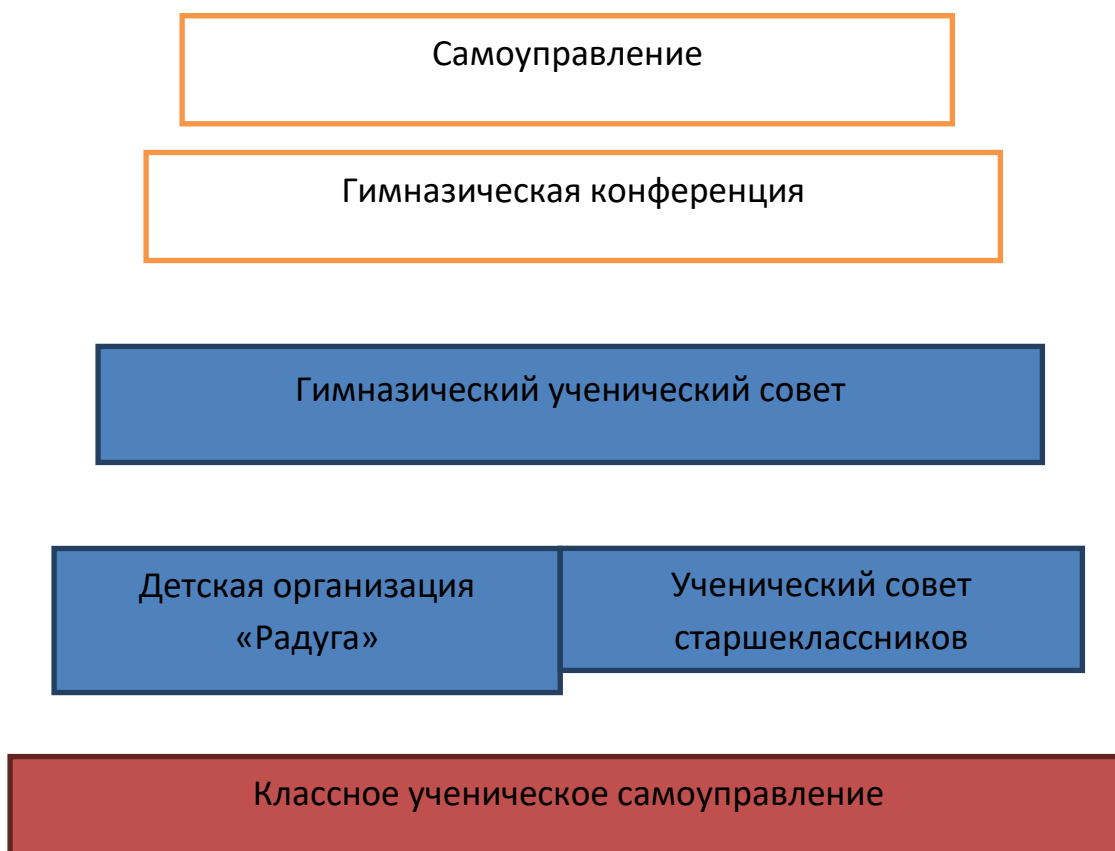 Самоуправление
Гимназическая конференция
Гимназический ученический совет
Детская организация
«Радуга»
Ученический совет
старшеклассников
Классное ученическое самоуправление